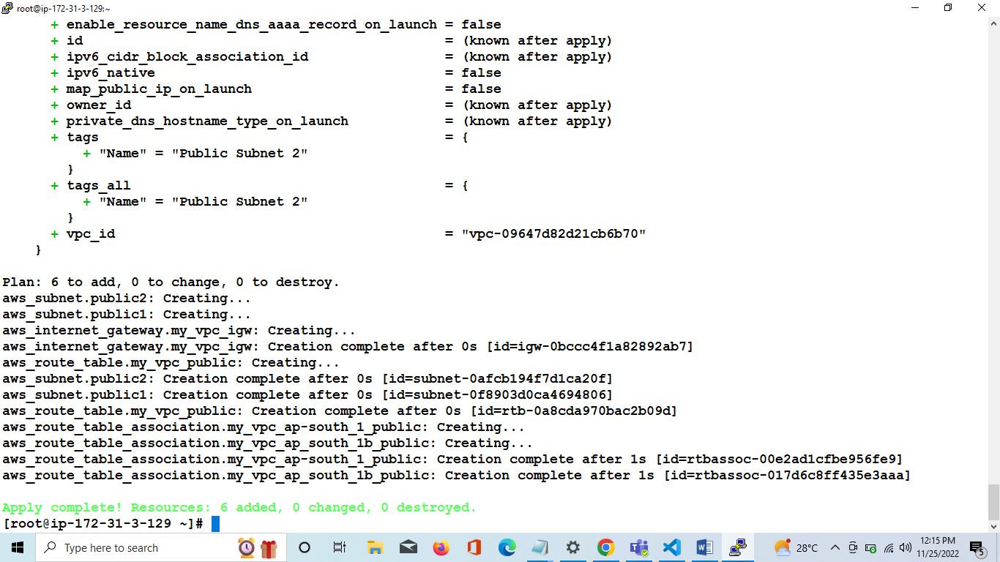 root@ip-172-31-3-129:~
+ enable_resource_name_dns_aaaa_record_on_launch = false
+ id = (known after apply)
+ ipv6_cidr_block_association_id = (known after apply)
+ ipv6_native = false
+ map_public_ip_on_launch = false
+ owner_id = (known after apply)
+ private_dns_hostname_type_on_launch = (known after apply)
+ tags = {
+ "Name" = "Public Subnet 2"
}
+ tags_all = {
+ "Name" = "Public Subnet 2"
}
+ vpc_id = "vpc-09647d82d21cb6b70"
}
Plan: 6 to add, 0 to change, 0 to destroy.
aws_subnet.public2: Creating...
aws_subnet.public1: Creating...
aws_internet_gateway.my_vpc_igw: Creating...
aws_internet_gateway.my_vpc_igw: Creation complete after 0s [id=igw-0bccc4f1a82892ab7]
aws_route_table.my_vpc_public: Creating...
aws_subnet.public2: Creation complete after 0s [id=subnet-0afcb194f7d1ca20f]
aws_subnet.public1: Creation complete after 0s [id=subnet-0f8903d0ca4694806]
aws_route_table.my_vpc_public: Creation complete after 0s [id=rtb-0a8cda970bac2b09d]
aws_route_table_association.my_vpc_ap-south_1_public: Creating...
aws_route_table_association.my_vpc_ap_south_1b_public: Creating...
aws_route_table_association.my_vpc_ap-south_1_public: Creation complete after 1s [id=rtbassoc-00e2ad1cfbe956fe9]
aws_route_table_association.my_vpc_ap_south_1b_public: Creation complete after 1s [id=rtbassoc-017d6c8ff435e3aaa]
Apply complete! Resources: 6 added, 0 changed, 0 destroyed.
[root@ip-172-31-3-129 ~]#
Type here to search
28°C
12:15 PM
11/25/2022
5